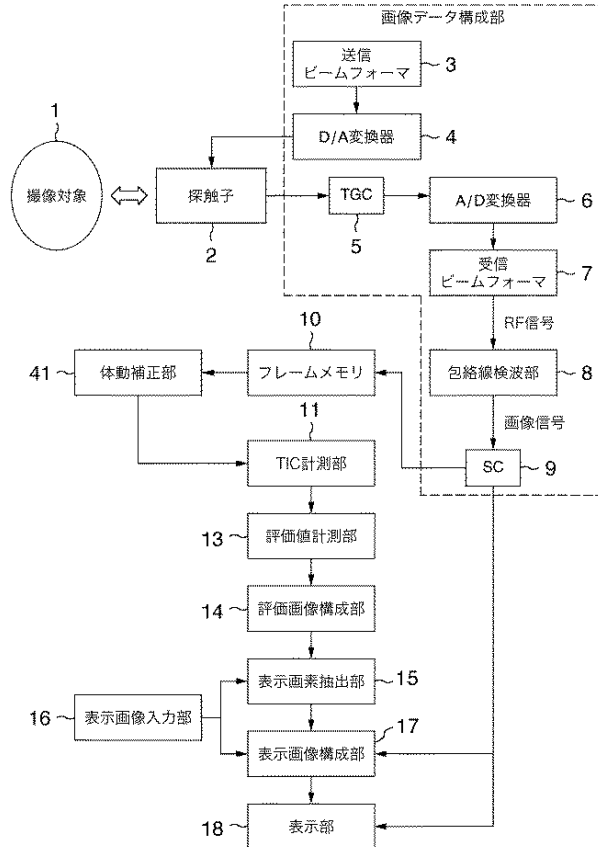 画像データ構成部
送信
ビームフォーマ
3
D/A変換器
4
1
撮像対象
探触子
2
TGC
5
A/D変換器
6
受信
ビームフォーマ
7
RF信号
10
41
体動補正部
フレームメモリ
包絡線検波部
8
画像信号
11
TIC計測部
SC
9
13
評価値計測部
14
評価画像構成部
表示画素抽出部
15
16
表示画像入力部
17
表示画像構成部
18
表示部